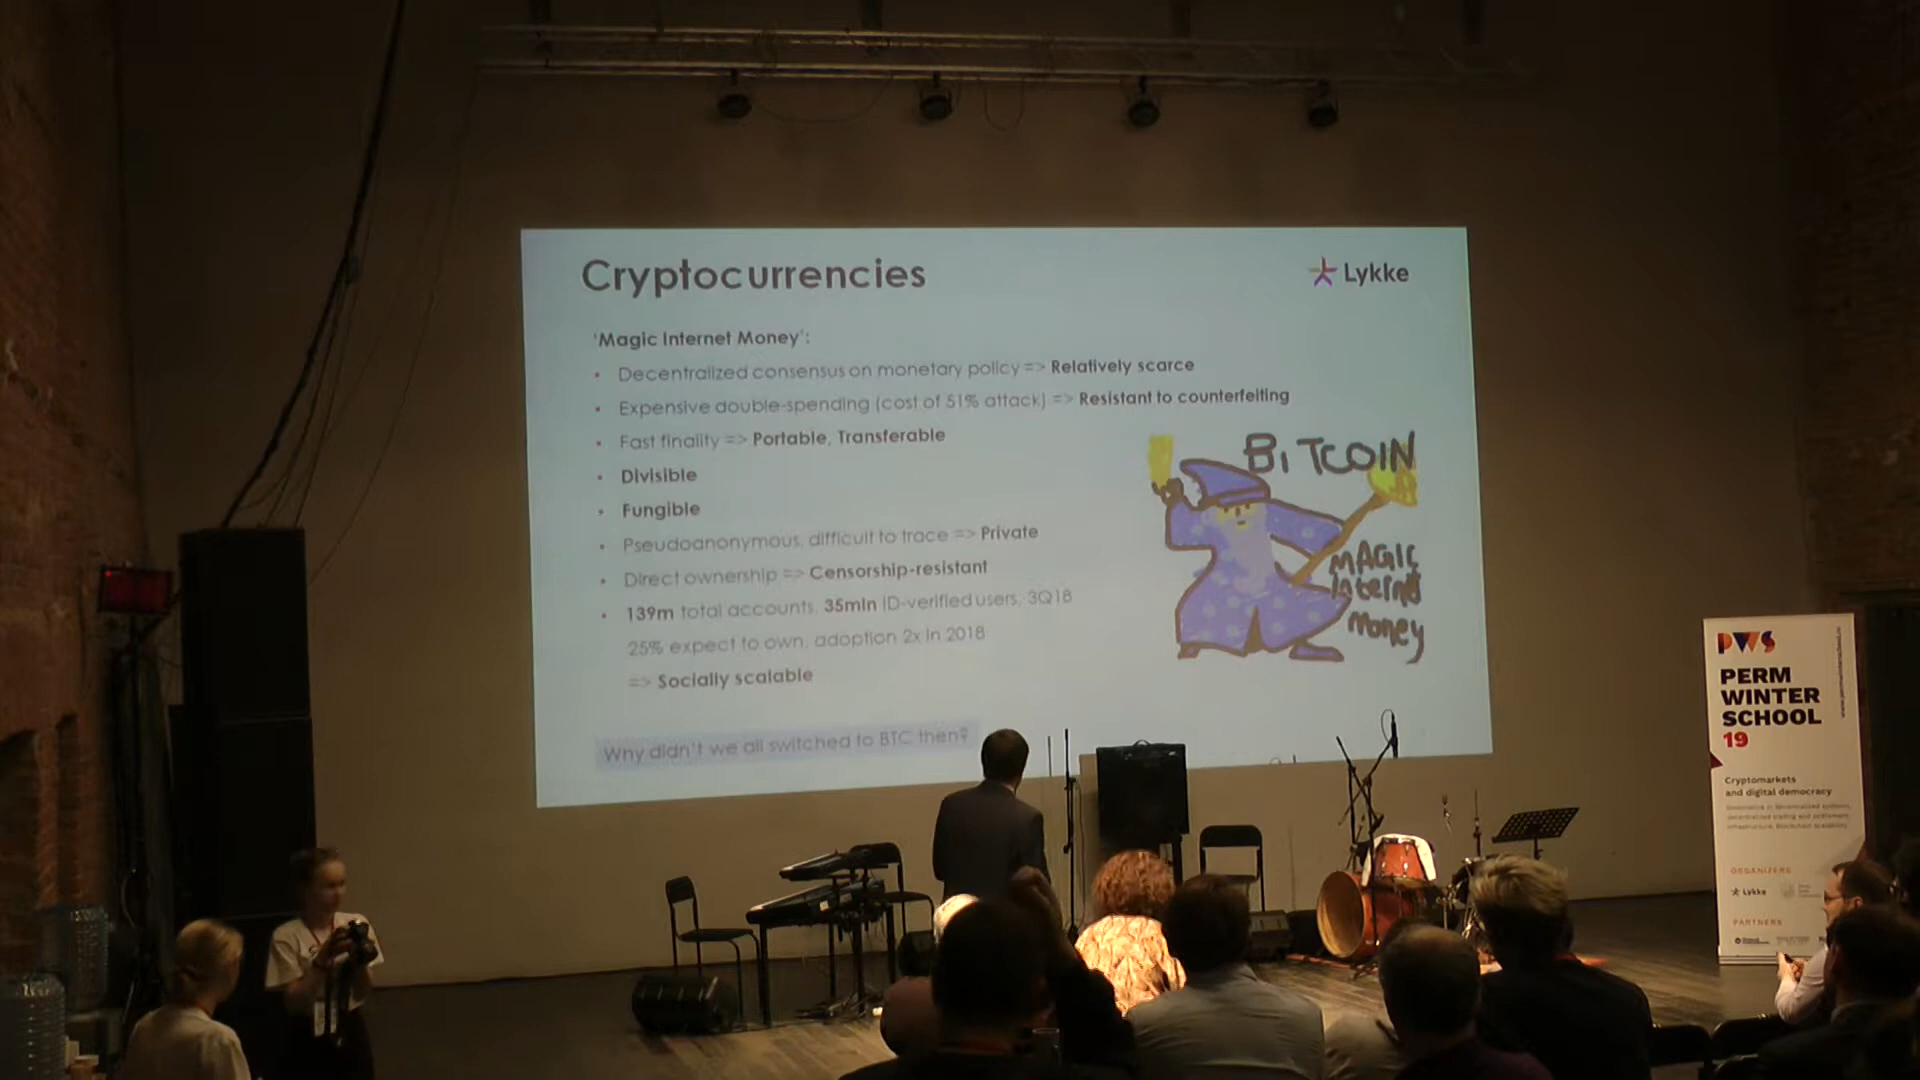 Cryptocurrencies
Lykke
'Magic Internet Money':
• Decentralized consensus on monetary policy => Relatively scarce
• Expensive double-spending (cost of 51% attack) => Resistant to counterfeiting
• Fast finality => Portable, Transferable
• Divisible
• Fungible
• Pseudoanonymous, difficult to trace => Private
• Direct ownership => Censorship-resistant
• 139m total accounts, 35mln ID-verified users, 3Q18
25% expect to own, adoption 2x in 2018
=> Socially scalable
Why didn't we all switched to BTC then?
BITCOIN
MAGIC
Internet
Money
PWS
PERM
WINTER
SCHOOL
19
Cryptomarkets
and digital democracy
ORGANIZERS
Lykke
PARTNERS